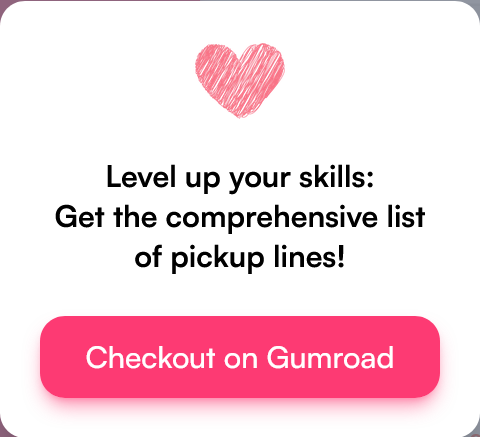 Level up your skills:
Get the comprehensive list
of pickup lines!
Checkout on Gumroad